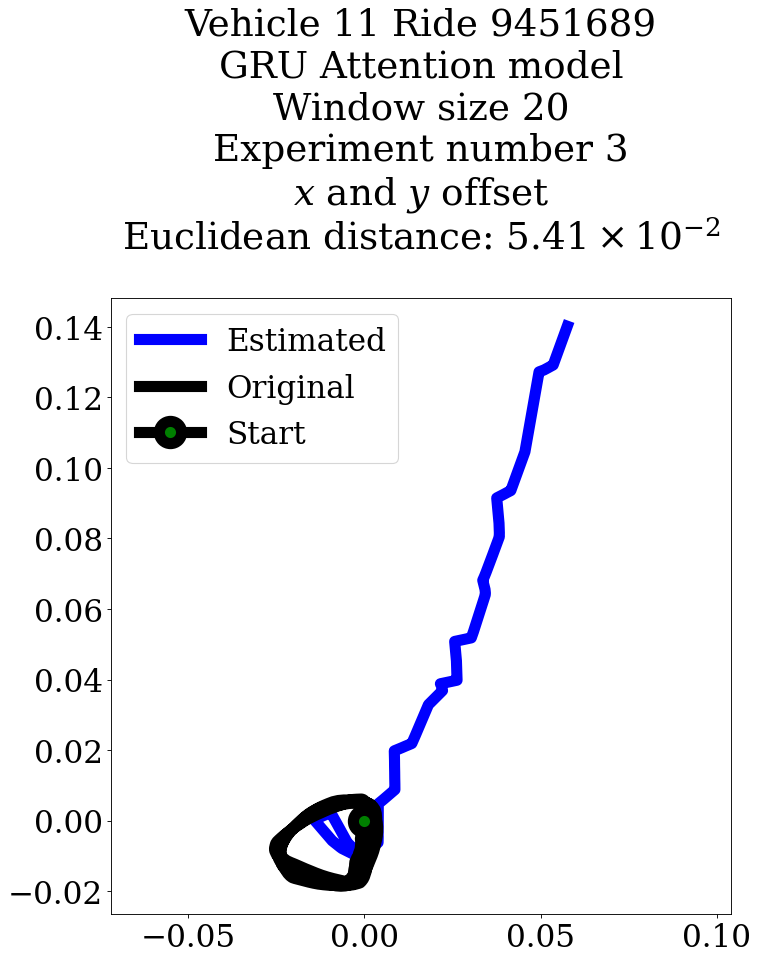 Vehicle 11 Ride 9451689
GRU Attention model
Window size 20
Experiment number 3
x and y offset
Euclidean distance: 5.41 × 10⁻²
Estimated
Original
Start
0.14
0.12
0.10
0.08
0.06
0.04
0.02
0.00
−0.02
−0.05 0.00 0.05 0.10